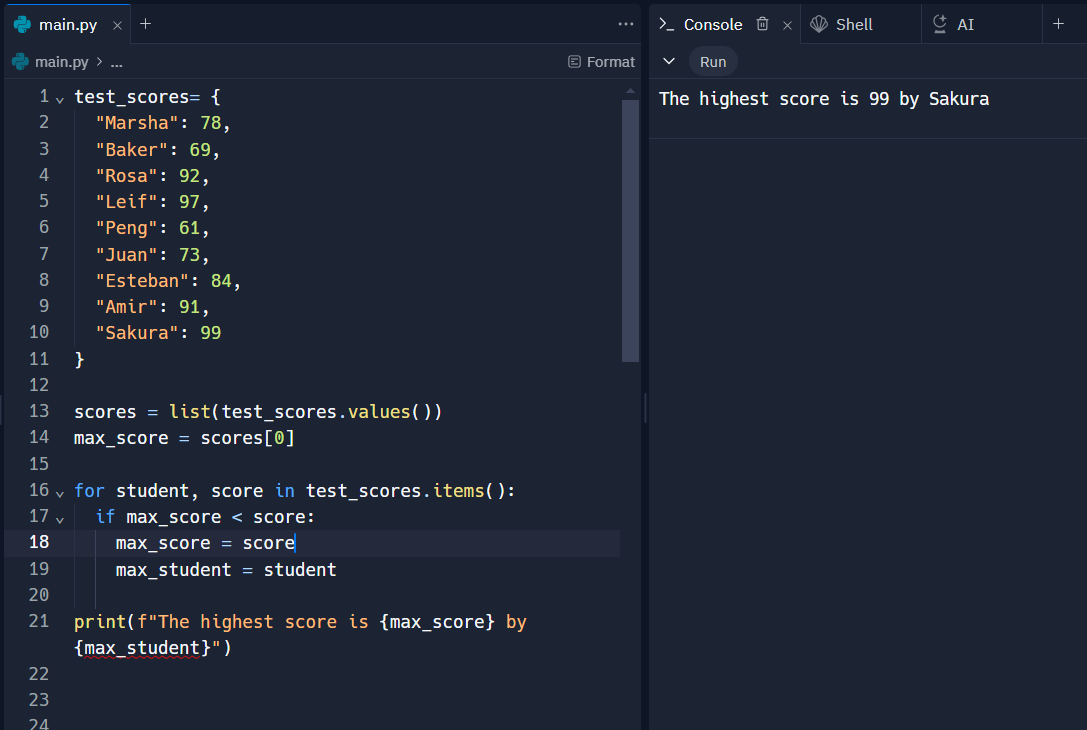 main.py
Console
Shell
AI
main.py > ...
Format
Run
1 test_scores= {
2 "Marsha": 78,
3 "Baker": 69,
4 "Rosa": 92,
5 "Leif": 97,
6 "Peng": 61,
7 "Juan": 73,
8 "Esteban": 84,
9 "Amir": 91,
10 "Sakura": 99
11 }
12
13 scores = list(test_scores.values())
14 max_score = scores[0]
15
16 for student, score in test_scores.items():
17 if max_score < score:
18 max_score = score
19 max_student = student
20
21 print(f"The highest score is {max_score} by
{max_student}")
22
23
24
The highest score is 99 by Sakura